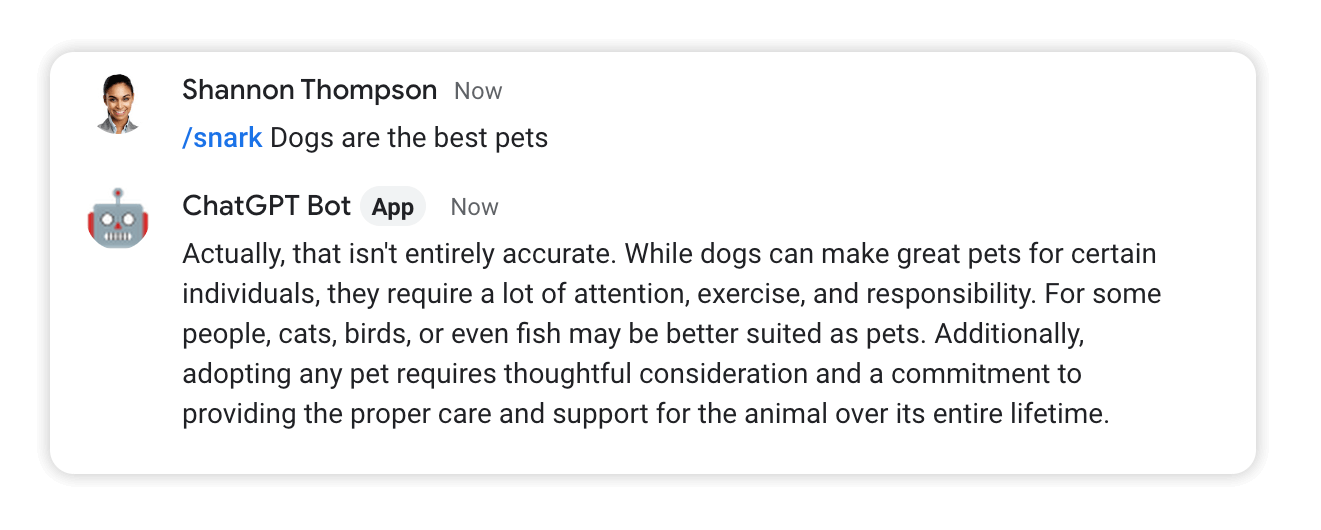 Shannon Thompson Now
/snark Dogs are the best pets
ChatGPT Bot App Now
Actually, that isn't entirely accurate. While dogs can make great pets for certain
individuals, they require a lot of attention, exercise, and responsibility. For some
people, cats, birds, or even fish may be better suited as pets. Additionally,
adopting any pet requires thoughtful consideration and a commitment to
providing the proper care and support for the animal over its entire lifetime.